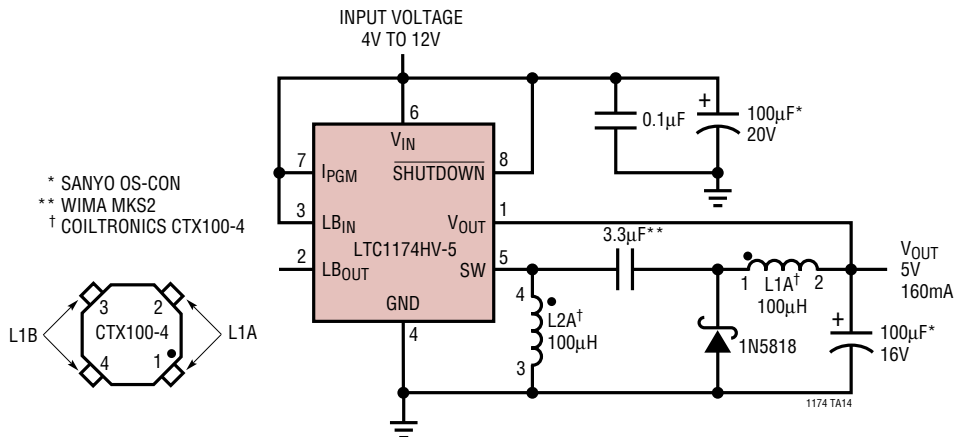 INPUT VOLTAGE
4V TO 12V
6
VIN
7
IPGM
SHUTDOWN
8
0.1µF
+
100µF*
20V
* SANYO OS-CON
** WIMA MKS2
† COILTRONICS CTX100-4
3
LBIN
VOUT
1
LTC1174HV-5
2
LBOUT
SW
5
3.3µF**
GND
4
4
L2A†
100µH
3
1
L1A†
2
100µH
1N5818
VOUT
5V
160mA
+
100µF*
16V
3
2
L1B
CTX100-4
L1A
4
1
1174 TA14